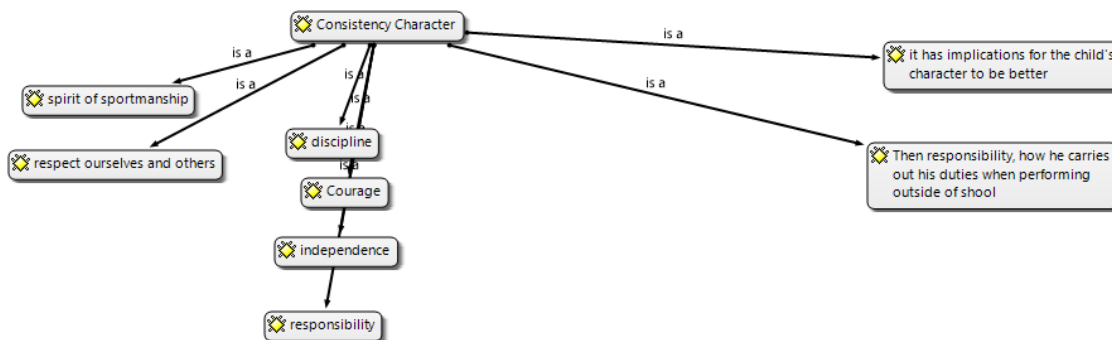 Consistency Character
is a
it has implications for the child's
character to be better
is a
spirit of sportmanship
is a
respect ourselves and others
is a
discipline
is a
Courage
is a
independence
is a
responsibility
is a
Then responsibility, how he carries
out his duties when performing
outside of shool